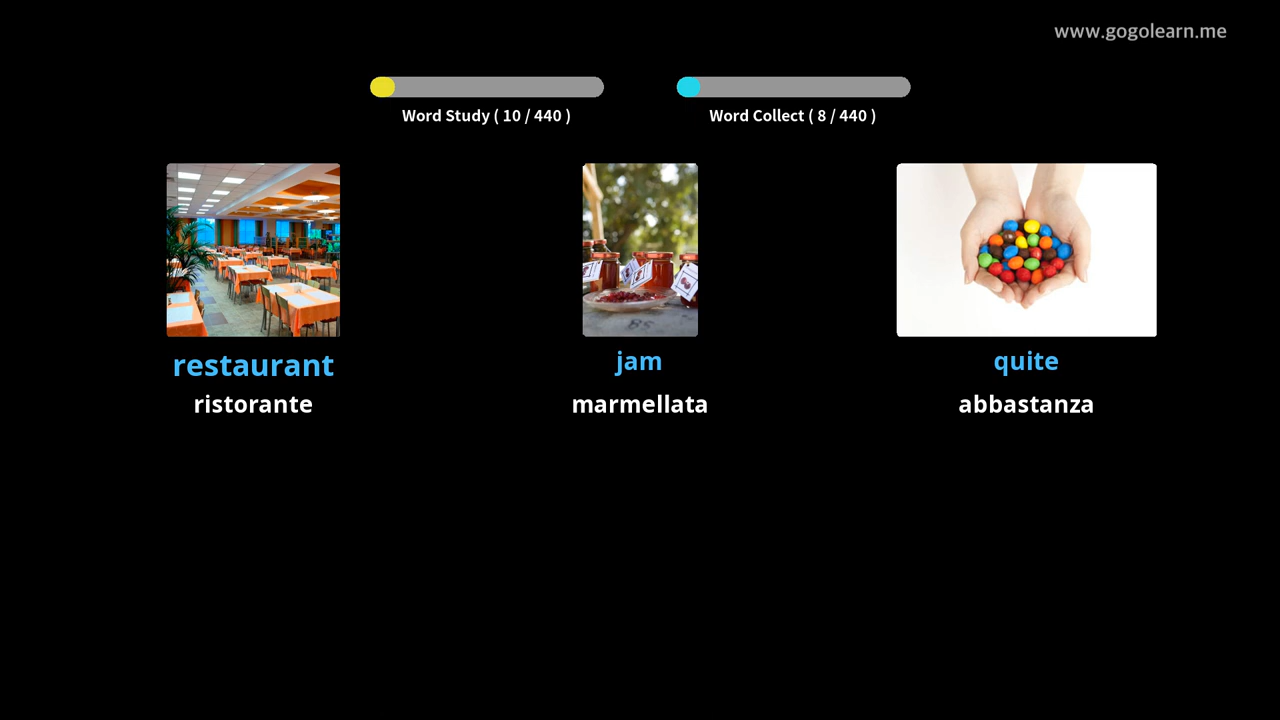 www.gogolearn.me
Word Study ( 10 / 440 )
Word Collect ( 8 / 440 )
restaurant
jam
quite
ristorante
marmellata
abbastanza